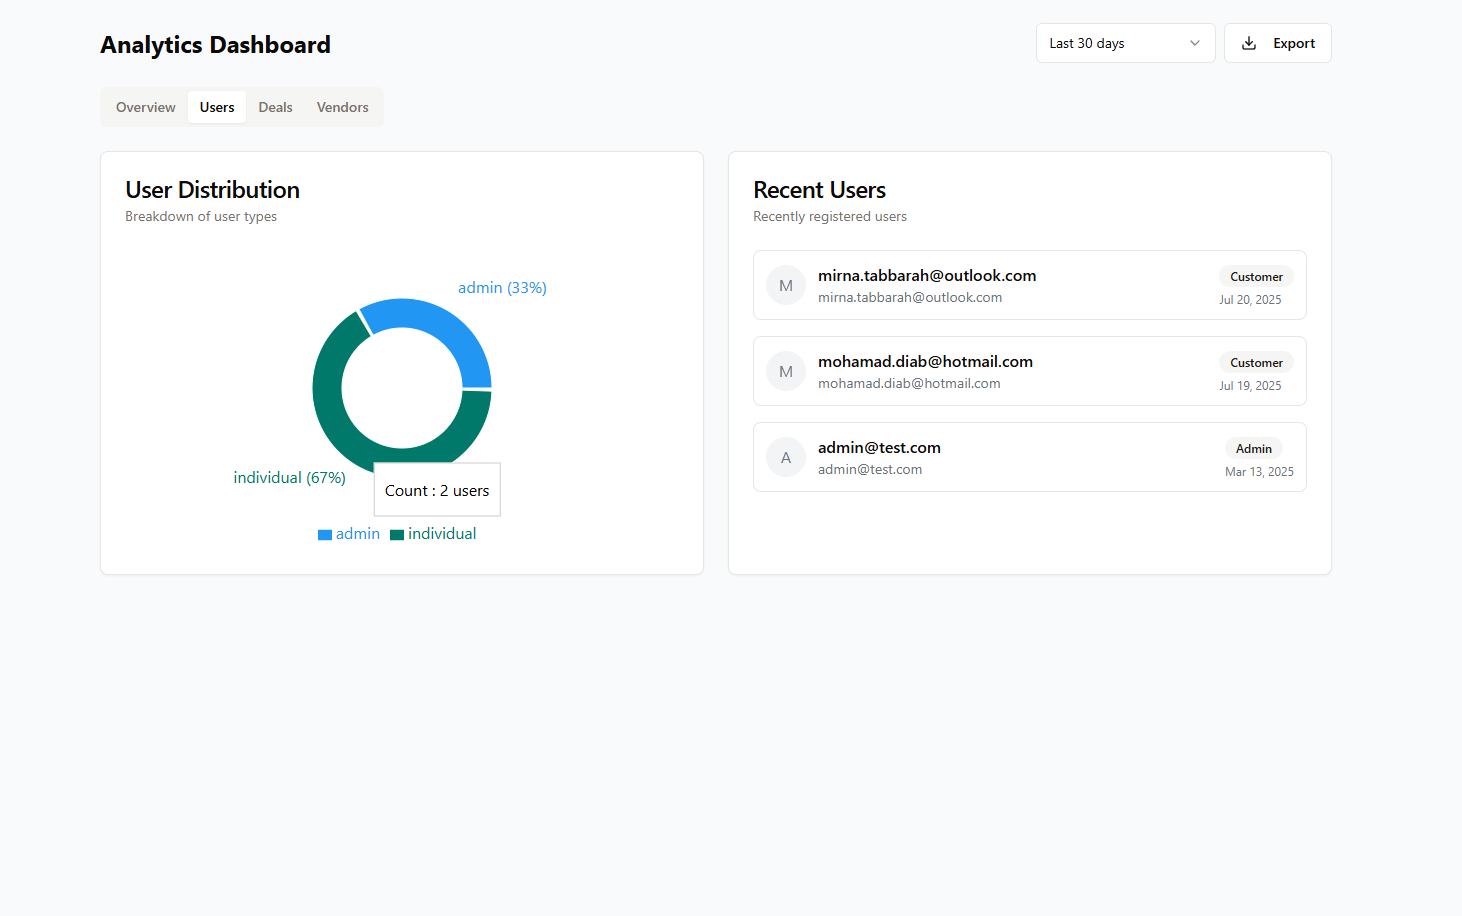 Analytics Dashboard
Last 30 days
Export
Overview
Users
Deals
Vendors
User Distribution
Breakdown of user types
admin (33%)
individual (67%)
Count : 2 users
admin
individual
Recent Users
Recently registered users
M
mirna.tabbarah@outlook.com
mirna.tabbarah@outlook.com
Customer
Jul 20, 2025
M
mohamad.diab@hotmail.com
mohamad.diab@hotmail.com
Customer
Jul 19, 2025
A
admin@test.com
admin@test.com
Admin
Mar 13, 2025